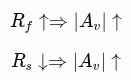 R_f ↑⇒ |A_v| ↑
R_s ↓⇒ |A_v| ↑